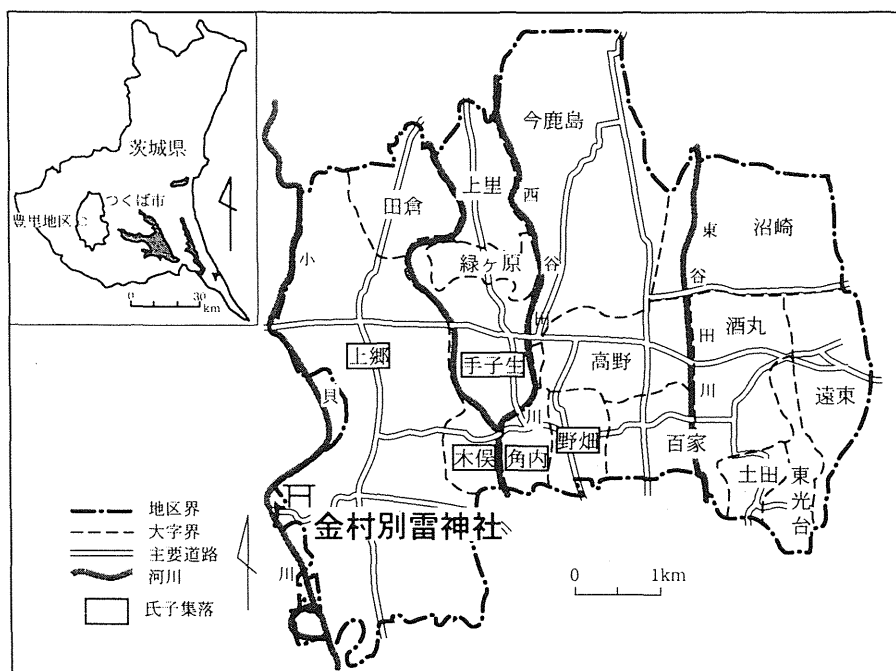 茨城県
つくば市
豊里地区
0 30
km
今鹿島
上里
田倉
西谷田川
東谷田川
沼崎
緑ヶ原
小貝川
酒丸
上郷
手子生
高野
遠東
木俣
角内
野畑
百家
土田
東光台
金村別雷神社
地区界
大字界
主要道路
河川
氏子集落
0 1km